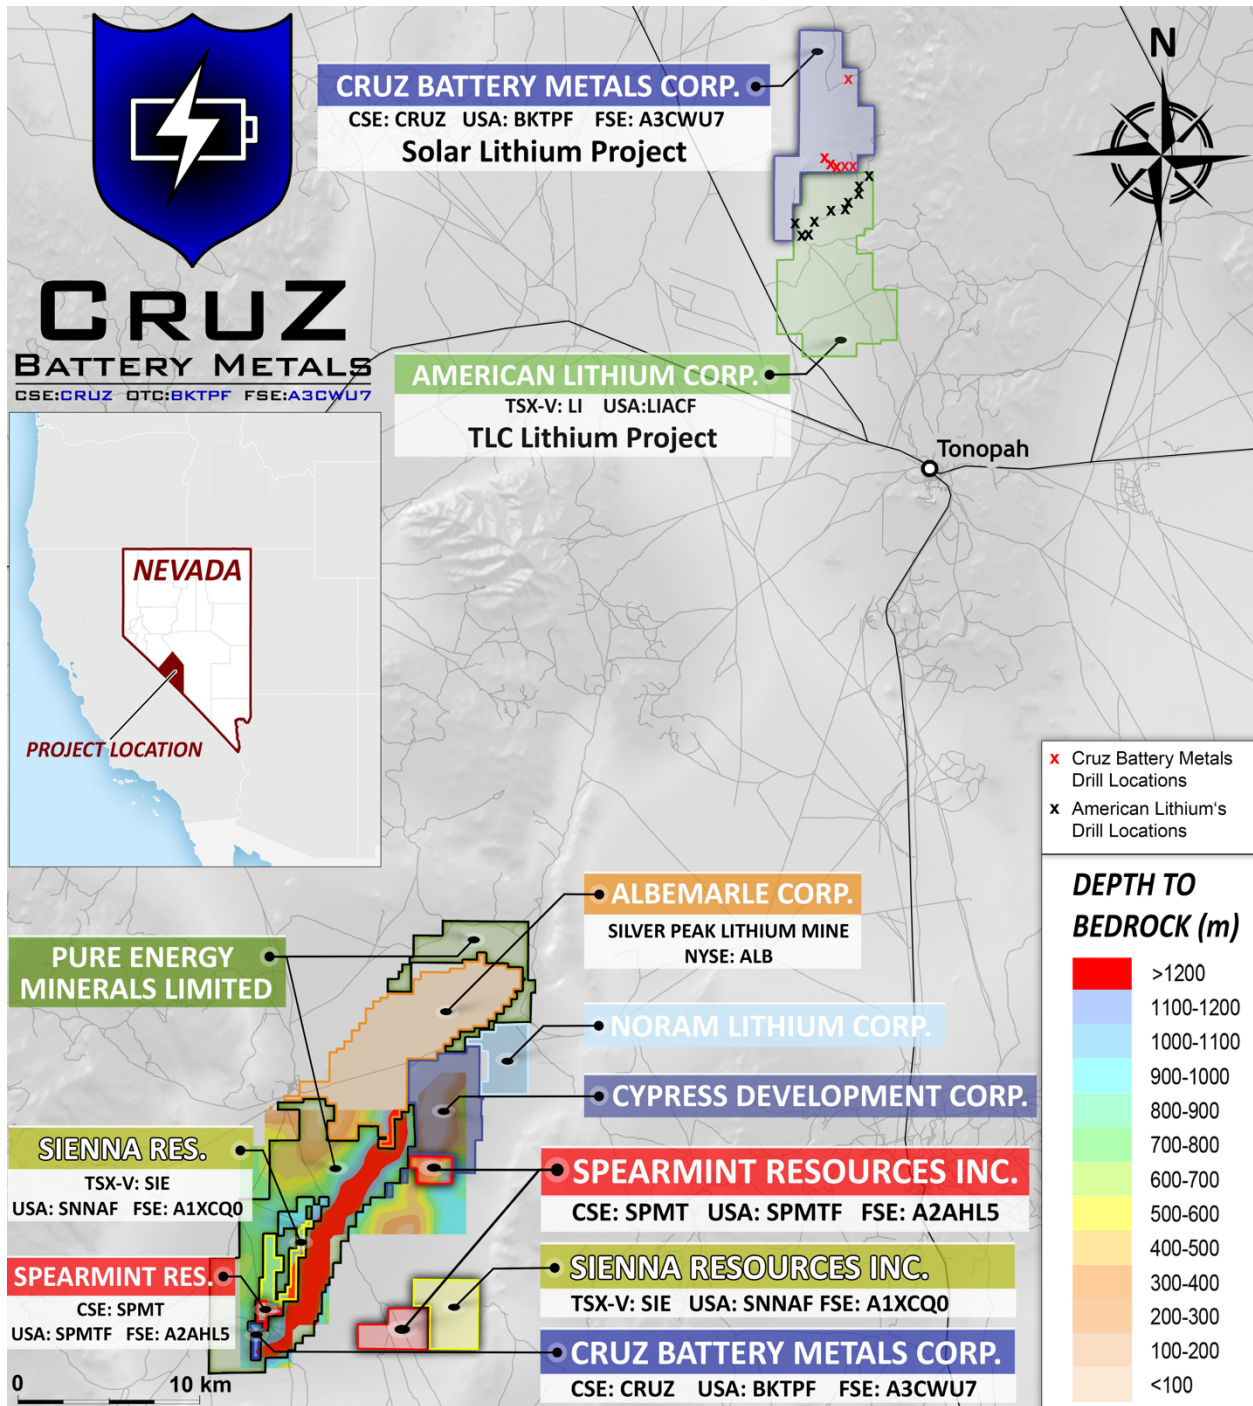 CRUZ BATTERY METALS CORP.
CSE: CRUZ USA: BKTPF FSE: A3CWU7
Solar Lithium Project
N
CRUZ
BATTERY METALS
CSE:CRUZ OTC:BKTPF FSE:A3CWU7
AMERICAN LITHIUM CORP.
TSX-V: LI USA:LIACF
TLC Lithium Project
Tonopah
NEVADA
PROJECT LOCATION
x Cruz Battery Metals
Drill Locations
x American Lithium's
Drill Locations
DEPTH TO
BEDROCK (m)
>1200
1100-1200
1000-1100
900-1000
800-900
700-800
600-700
500-600
400-500
300-400
200-300
100-200
<100
ALBEMARLE CORP.
SILVER PEAK LITHIUM MINE
NYSE: ALB
PURE ENERGY
MINERALS LIMITED
NORAM LITHIUM CORP.
CYPRESS DEVELOPMENT CORP.
SIENNA RES.
TSX-V: SIE
USA: SNNAF FSE: A1XCQ0
SPEARMINT RESOURCES INC.
CSE: SPMT USA: SPMTF FSE: A2AHL5
SPEARMINT RES.
CSE: SPMT
USA: SPMTF FSE: A2AHL5
SIENNA RESOURCES INC.
TSX-V: SIE USA: SNNAF FSE: A1XCQ0
CRUZ BATTERY METALS CORP.
CSE: CRUZ USA: BKTPF FSE: A3CWU7
0 10 km